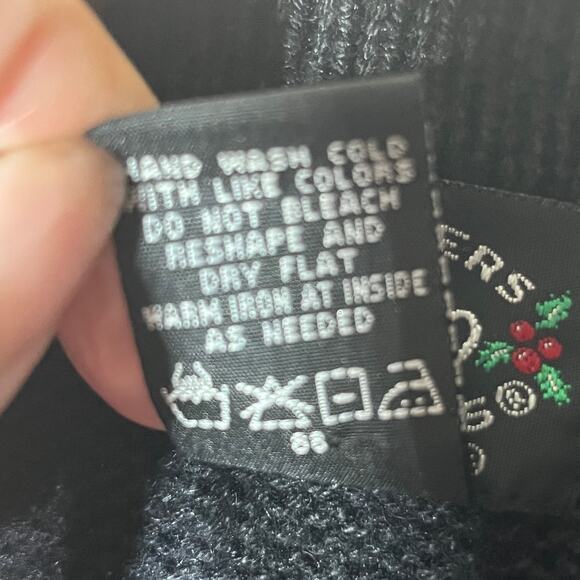 HAND WASH COLD
WITH LIKE COLORS
DO NOT BLEACH
RESHAPE AND
DRY FLAT
WARM IRON AT INSIDE
AS NEEDED
ERS
®